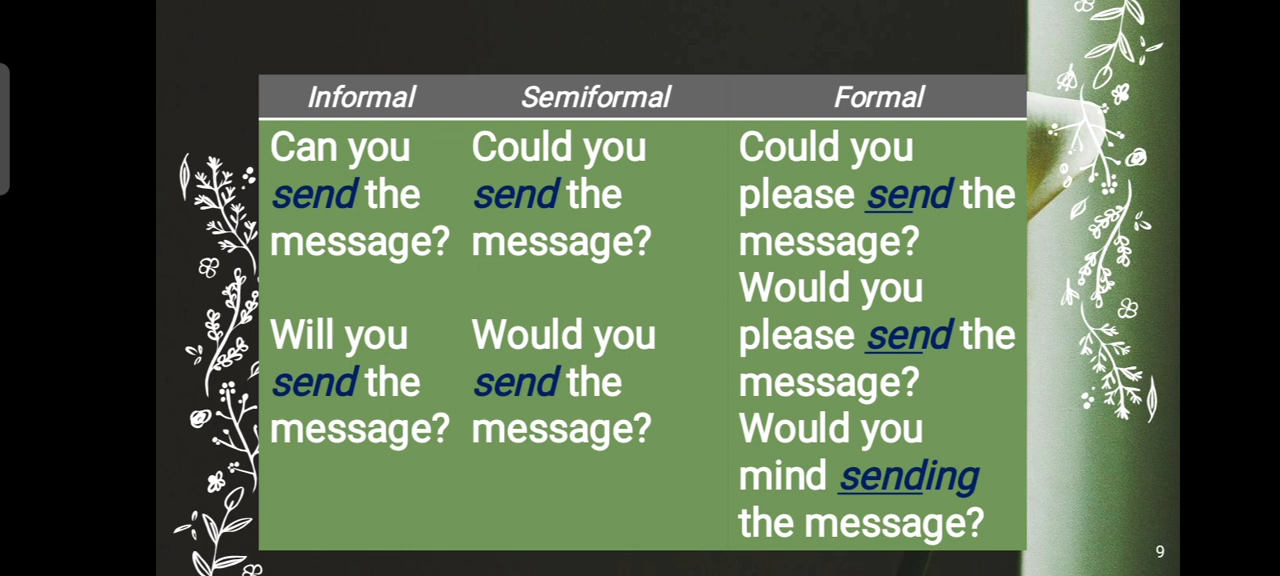 Informal
Semiformal
Formal
Can you
send the
message?
Will you
send the
message?
Could you
send the
message?
Would you
send the
message?
Could you
please send the
message?
Would you
please send the
message?
Would you
mind sending
the message?
9